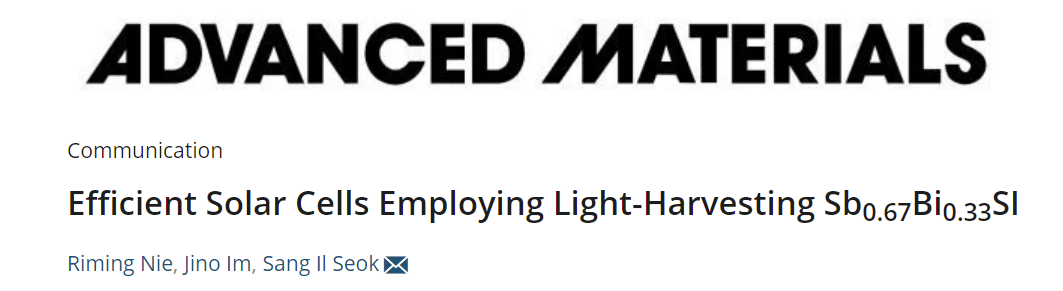 ADVANCED MATERIALS
Communication
Efficient Solar Cells Employing Light-Harvesting Sb₀.₆₇Bi₀.₃₃SI
Riming Nie, Jino Im, Sang Il Seok